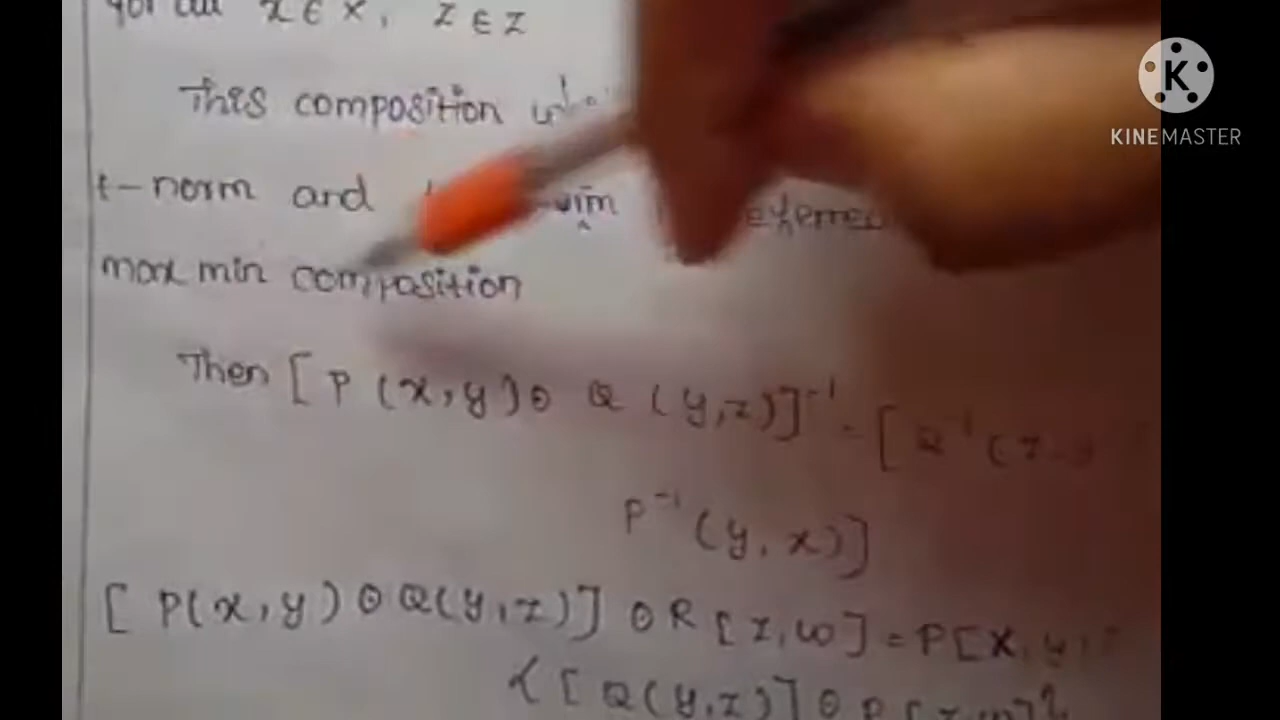 for all x ∈ X, z ∈ Z
This composition
t-norm and
max min composition
KINEMASTER
Then [ P (x, y) ⊙ Q (y, z)]⁻¹ = [ Q⁻¹ (z, y
P⁻¹ (y, x)]
[ P(x, y) ⊙ Q(y, z)] ⊙ R [z, w] = P[X, y)
{ [ Q(y, z)] ⊙ R [z, w]},